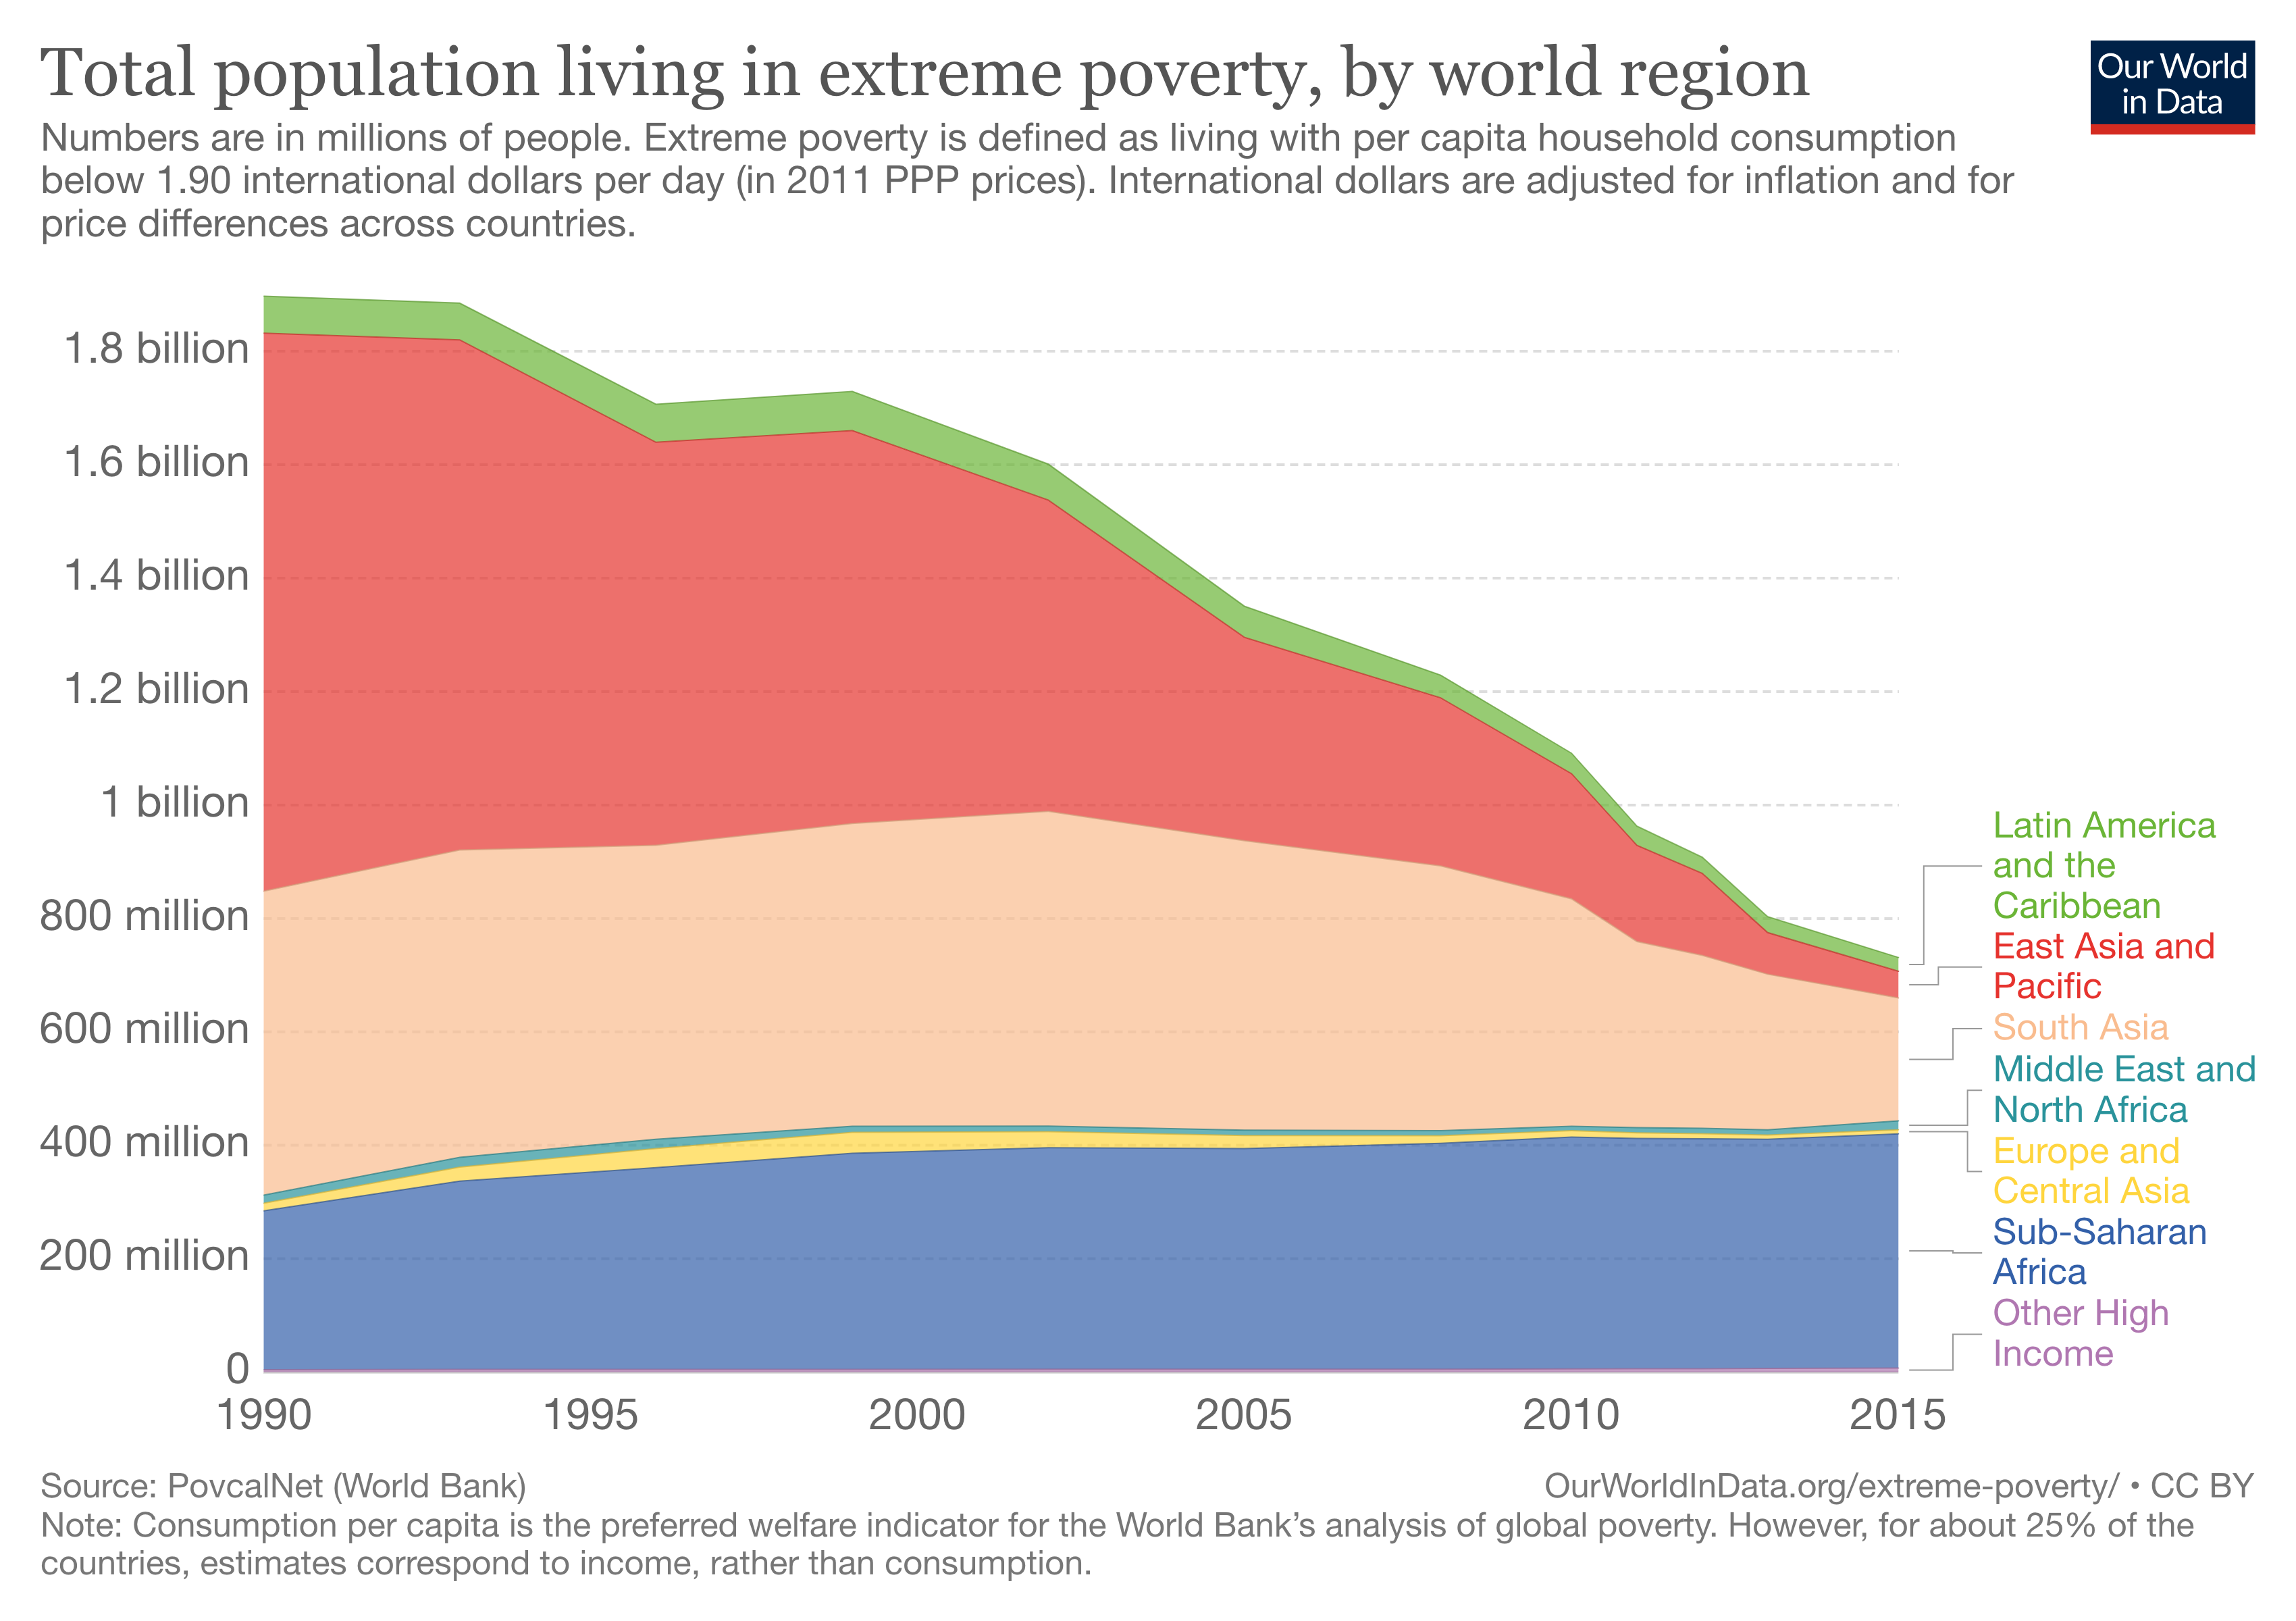 Total population living in extreme poverty, by world region
Our World
in Data
Numbers are in millions of people. Extreme poverty is defined as living with per capita household consumption
below 1.90 international dollars per day (in 2011 PPP prices). International dollars are adjusted for inflation and for
price differences across countries.
1.8 billion
1.6 billion
1.4 billion
1.2 billion
1 billion
800 million
600 million
400 million
200 million
0
1990
1995
2000
2005
2010
2015
Latin America
and the
Caribbean
East Asia and
Pacific
South Asia
Middle East and
North Africa
Europe and
Central Asia
Sub-Saharan
Africa
Other High
Income
Source: PovcalNet (World Bank)
OurWorldInData.org/extreme-poverty/ • CC BY
Note: Consumption per capita is the preferred welfare indicator for the World Bank’s analysis of global poverty. However, for about 25% of the
countries, estimates correspond to income, rather than consumption.